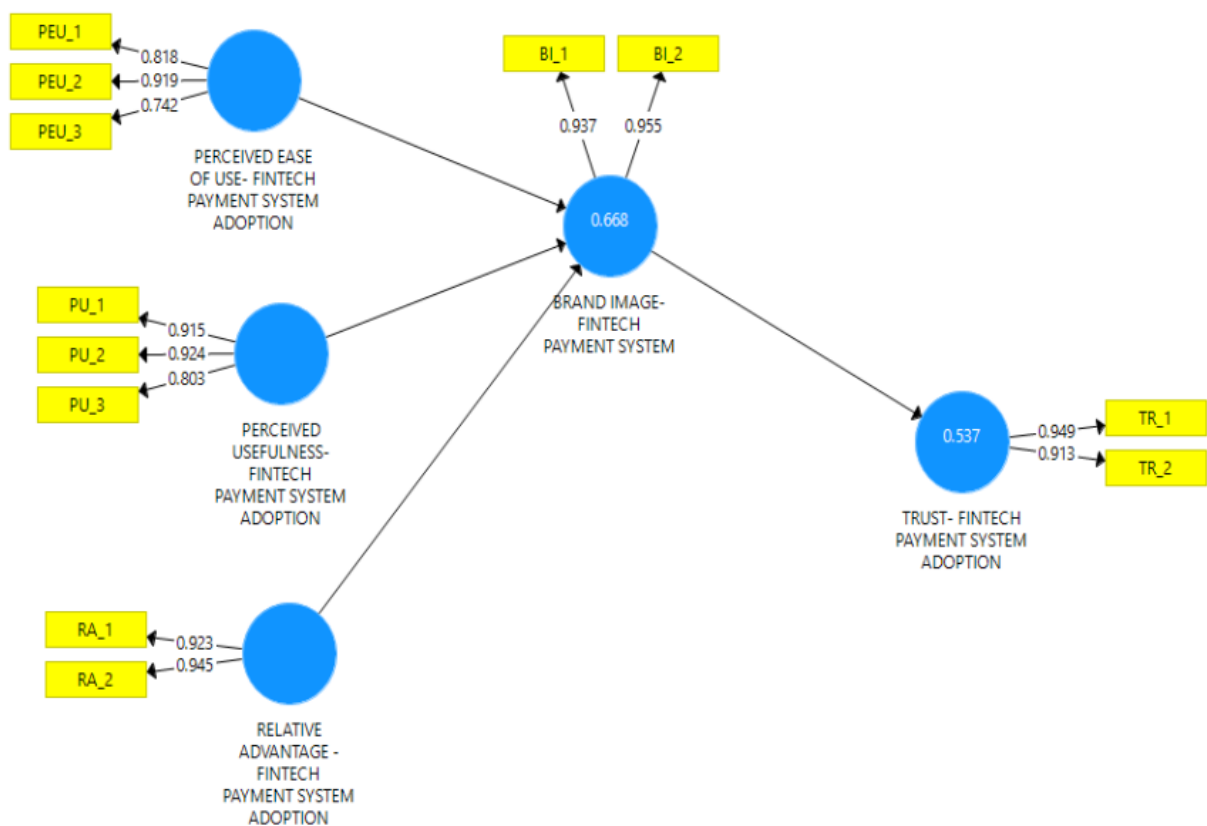 PEU_1
0.818
PEU_2
0.919
PEU_3
0.742
PERCEIVED EASE
OF USE- FINTECH
PAYMENT SYSTEM
ADOPTION
BI_1
BI_2
0.937
0.955
0.668
BRAND IMAGE-
FINTECH
PAYMENT SYSTEM
PU_1
0.915
PU_2
0.924
PU_3
0.803
PERCEIVED
USEFULNESS-
FINTECH
PAYMENT SYSTEM
ADOPTION
0.537
TR_1
0.949
0.913
TR_2
TRUST- FINTECH
PAYMENT SYSTEM
ADOPTION
RA_1
0.923
RA_2
0.945
RELATIVE
ADVANTAGE -
FINTECH
PAYMENT SYSTEM
ADOPTION